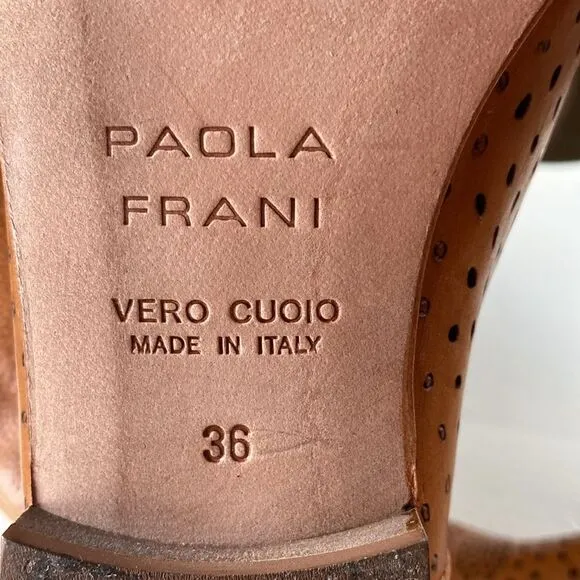 PAOLA
FRANI
VERO CUOIO
MADE IN ITALY
36